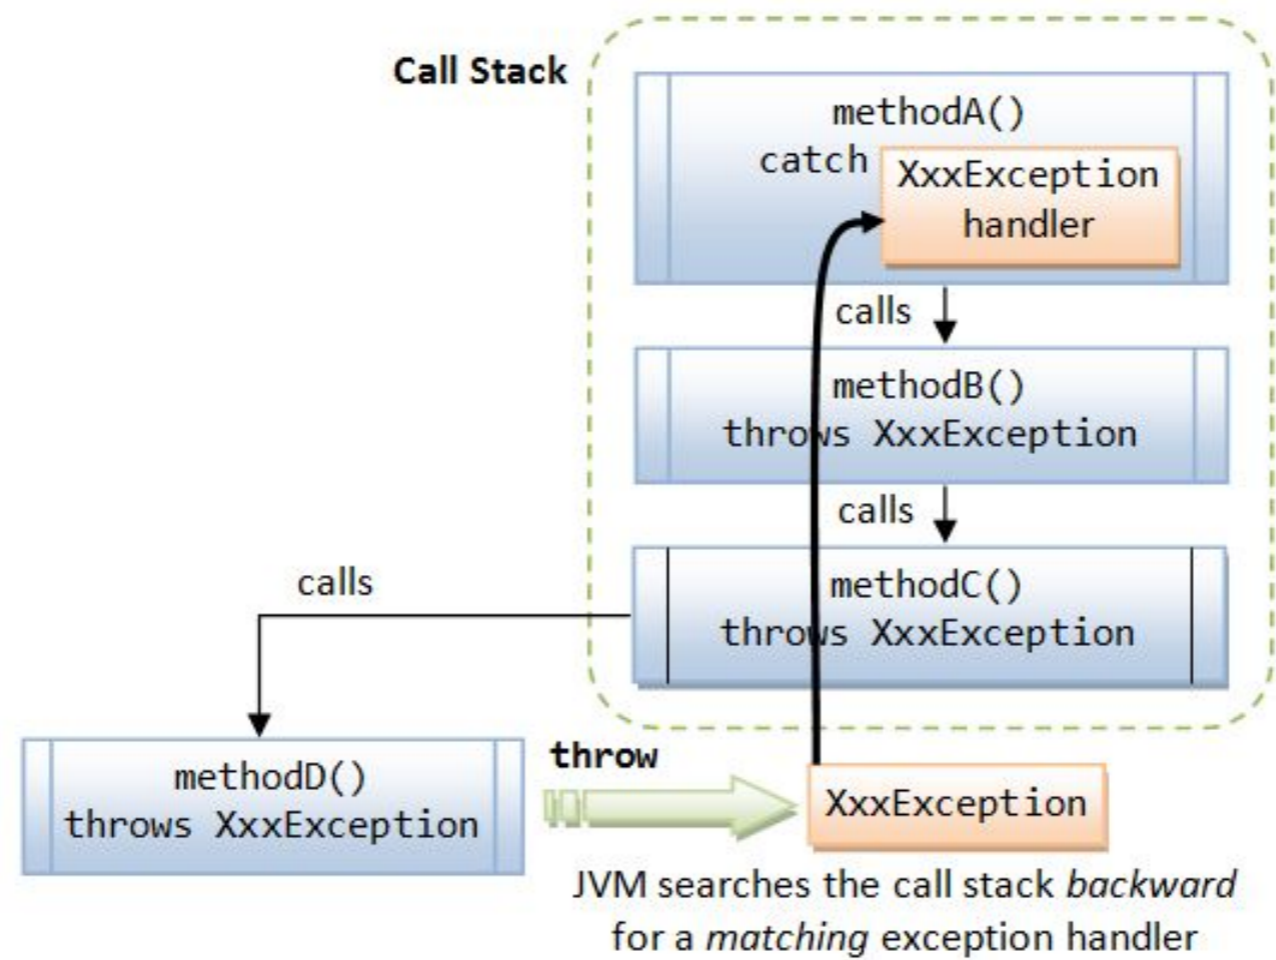 Call Stack
methodA()
catch
XxxException
handler
calls
methodB()
throws XxxException
calls
methodC()
throws XxxException
calls
methodD()
throws XxxException
throw
XxxException
JVM searches the call stack backward
for a matching exception handler